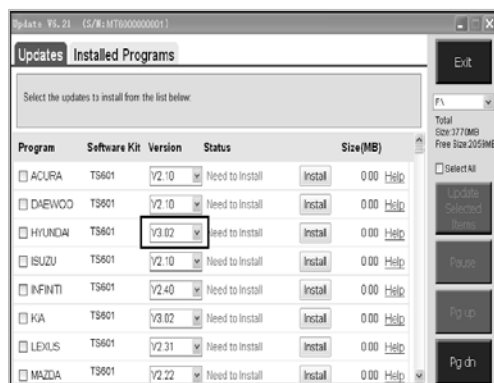 Update V6.21 (S/N:MT6000000001)
Updates Installed Programs
Select the updates to install from the list below:
Program Software Kit Version Status Size(MB)
ACURA TS601 V2.10 Need to Install Install 0.00 Help
DAEWOO TS601 V2.10 Need to Install Install 0.00 Help
HYUNDAI TS601 V3.02 Need to Install Install 0.00 Help
ISUZU TS601 V2.10 Need to Install Install 0.00 Help
INFINITI TS601 V2.40 Need to Install Install 0.00 Help
KIA TS601 V3.02 Need to Install Install 0.00 Help
LEXUS TS601 V2.31 Need to Install Install 0.00 Help
MAZDA TS601 V2.22 Need to Install Install 0.00 Help
Exit
F:\
Total
Size:3770MB
Free Size:2059MB
Select All
Update
Selected
Items
Pause
Pg up
Pg dn